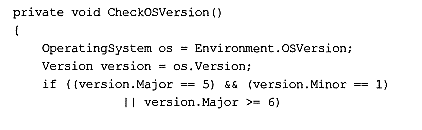 private void CheckOSVersion()
{
OperatingSystem os = Environment.OSVersion;
Version version = os.Version;
if ((version.Major == 5) && (version.Minor == 1)
|| version.Major >= 6)